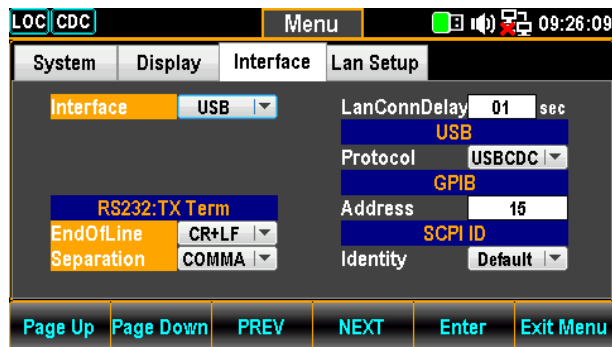 LOC CDC Menu 09:26:09
System Display Interface Lan Setup
Interface USB
LanConnDelay 01 sec
USB
Protocol USBCDC
GPIB
RS232:TX Term
Address 15
EndOfLine CR+LF
SCPI ID
Separation COMMA
Identity Default
Page Up Page Down PREV NEXT Enter Exit Menu